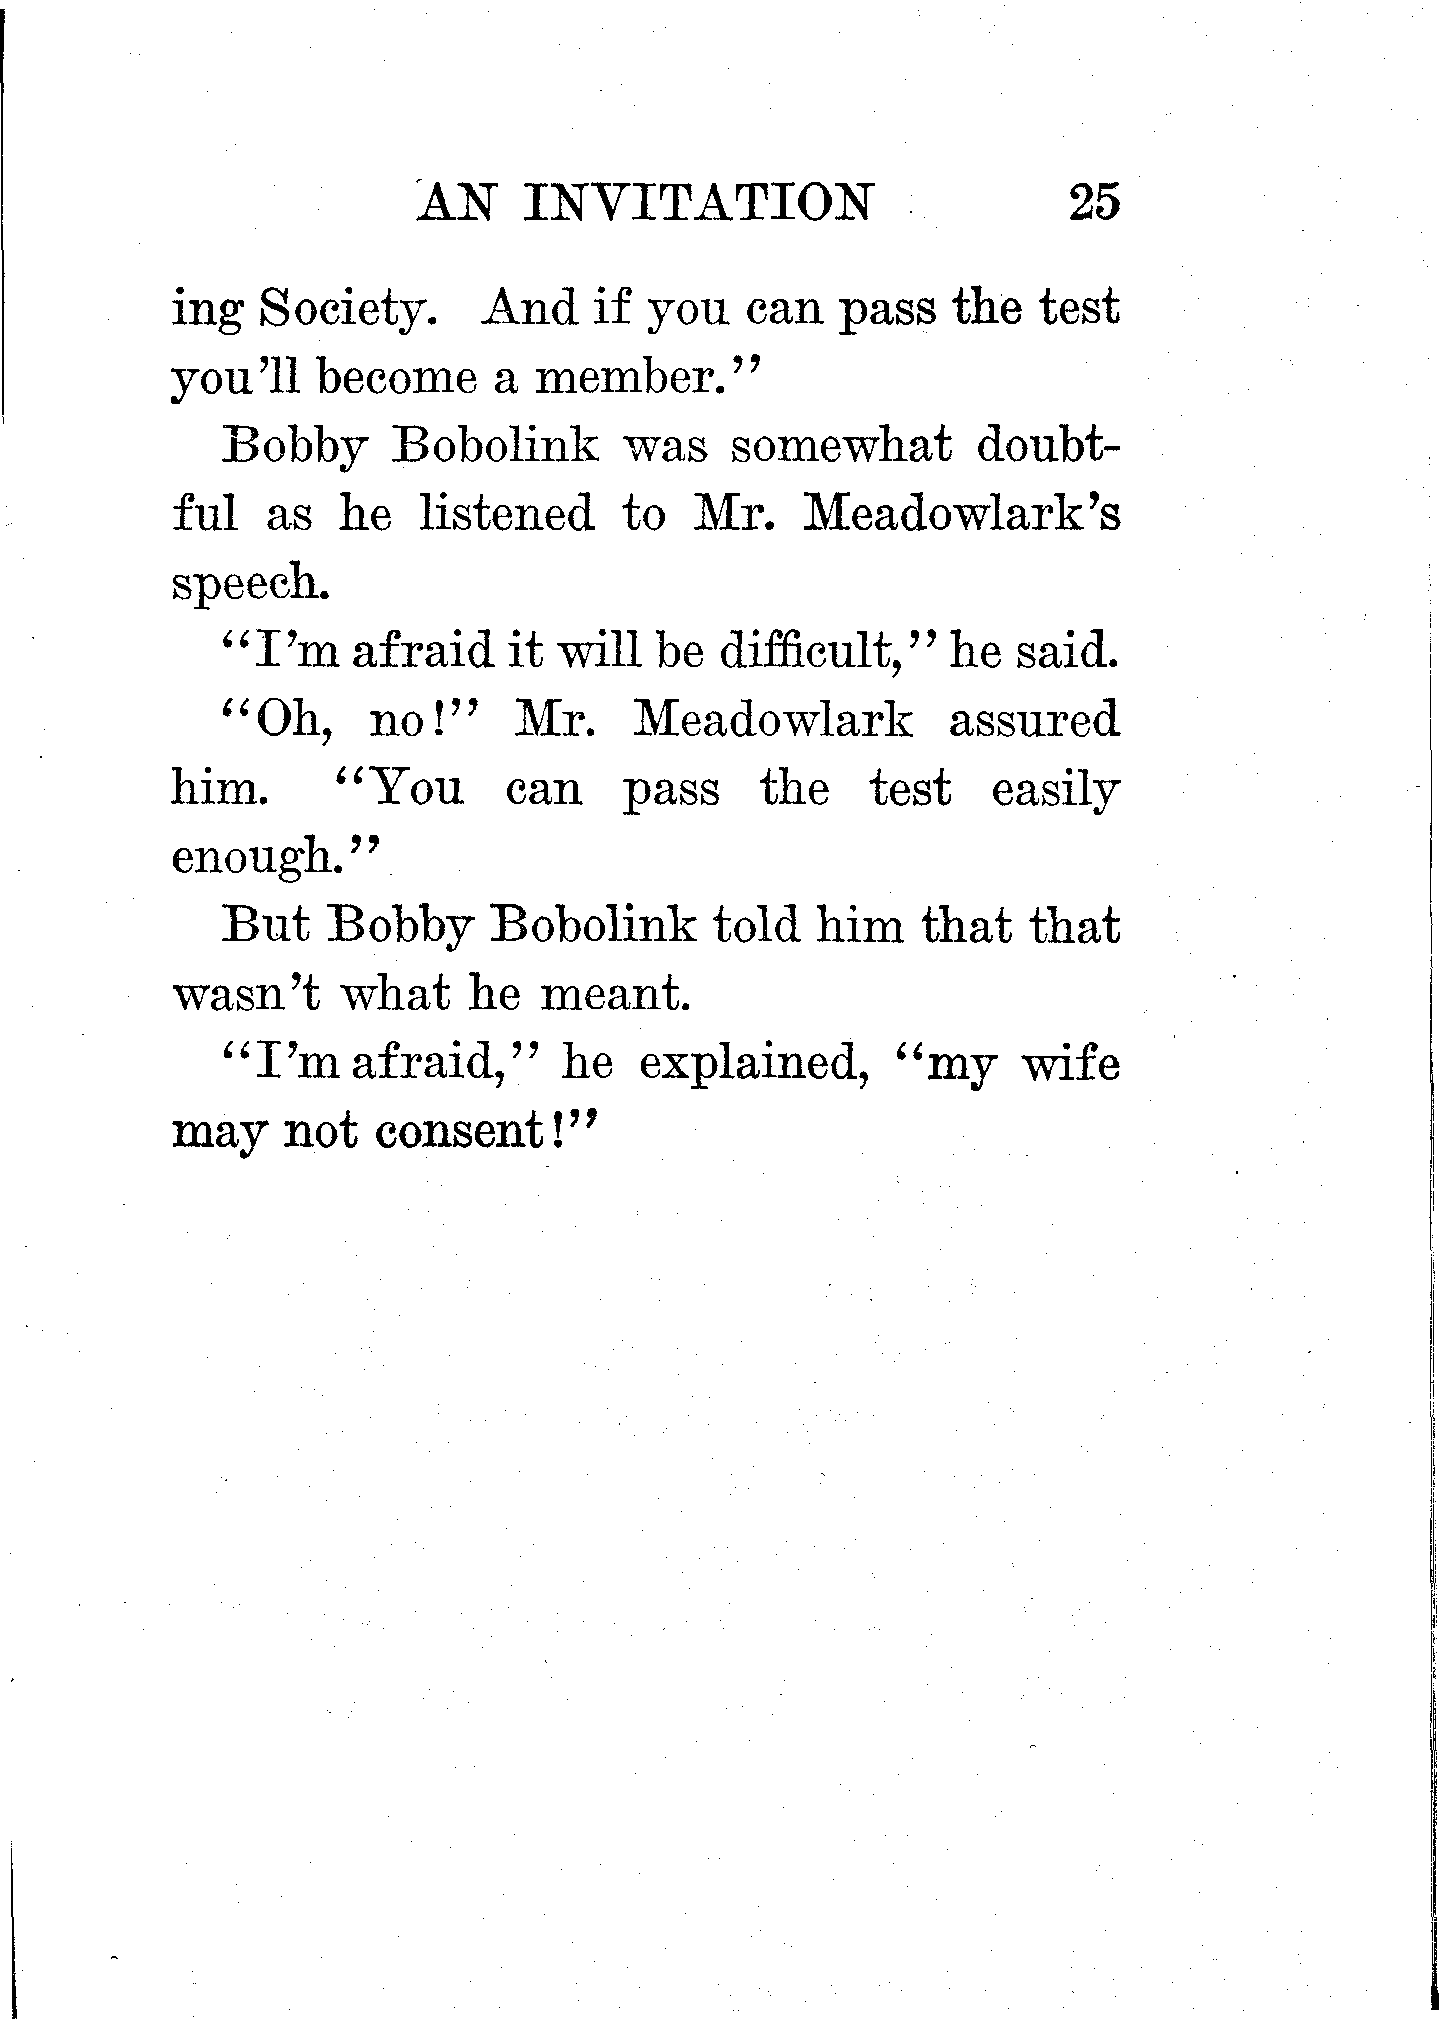 AN INVITATION 25
ing Society. And if you can pass the test
you'll become a member."
Bobby Bobolink was somewhat doubt-
ful as he listened to Mr. Meadowlark's
speech.
"I'm afraid it will be difficult," he said.
"Oh, no!" Mr. Meadowlark assured
him. "You can pass the test easily
enough."
But Bobby Bobolink told him that that
wasn't what he meant.
"I'm afraid," he explained, "my wife
may not consent!"